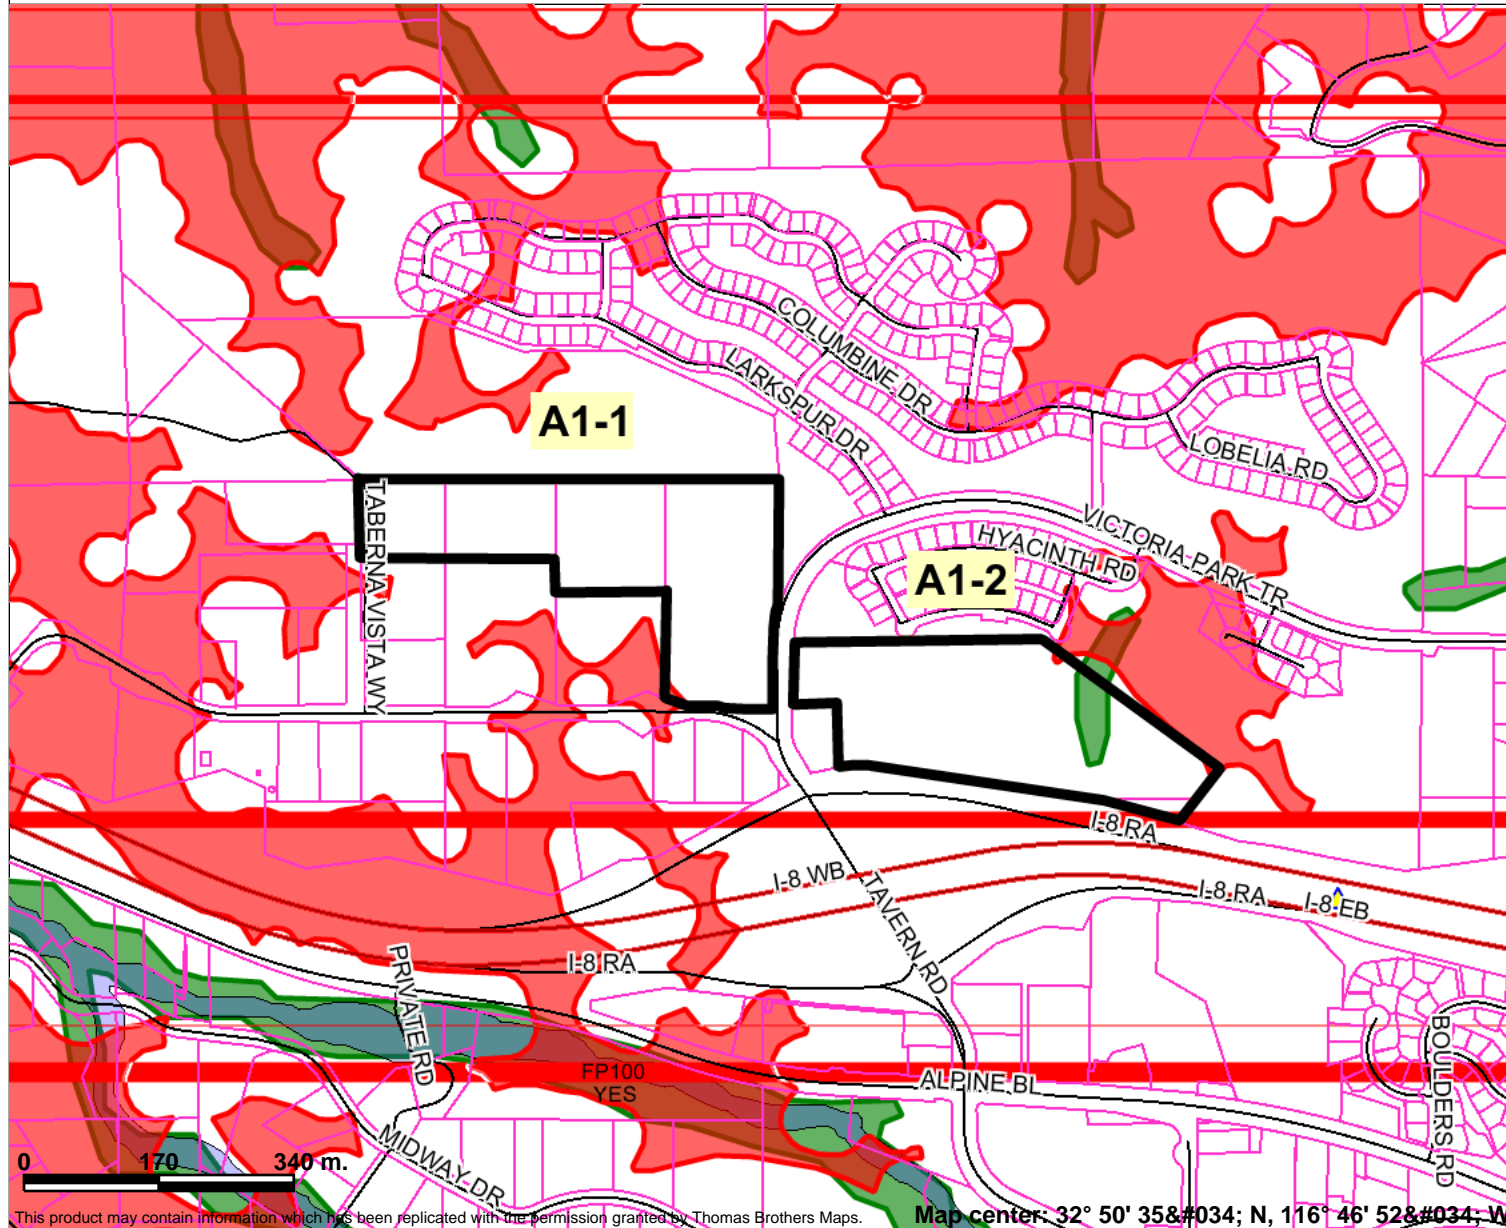 COLUMBINE DR
LARKSPUR DR
A1-1
LOBELIA RD
TABERNA VISTA WY
VICTORIA PARK TR
HYACINTH RD
A1-2
I-8 RA
I-8 WB
TAVERN RD
I-8 RA
I-8 EB
I-8 RA
PRIVATE RD
BOULDERS RD
FP100
YES
ALPINE BL
MIDWAY DR
0 170 340 m.
This product may contain information which has been replicated with the permission granted by Thomas Brothers Maps.
Map center: 32° 50' 35&#034; N, 116° 46' 52&#034; W